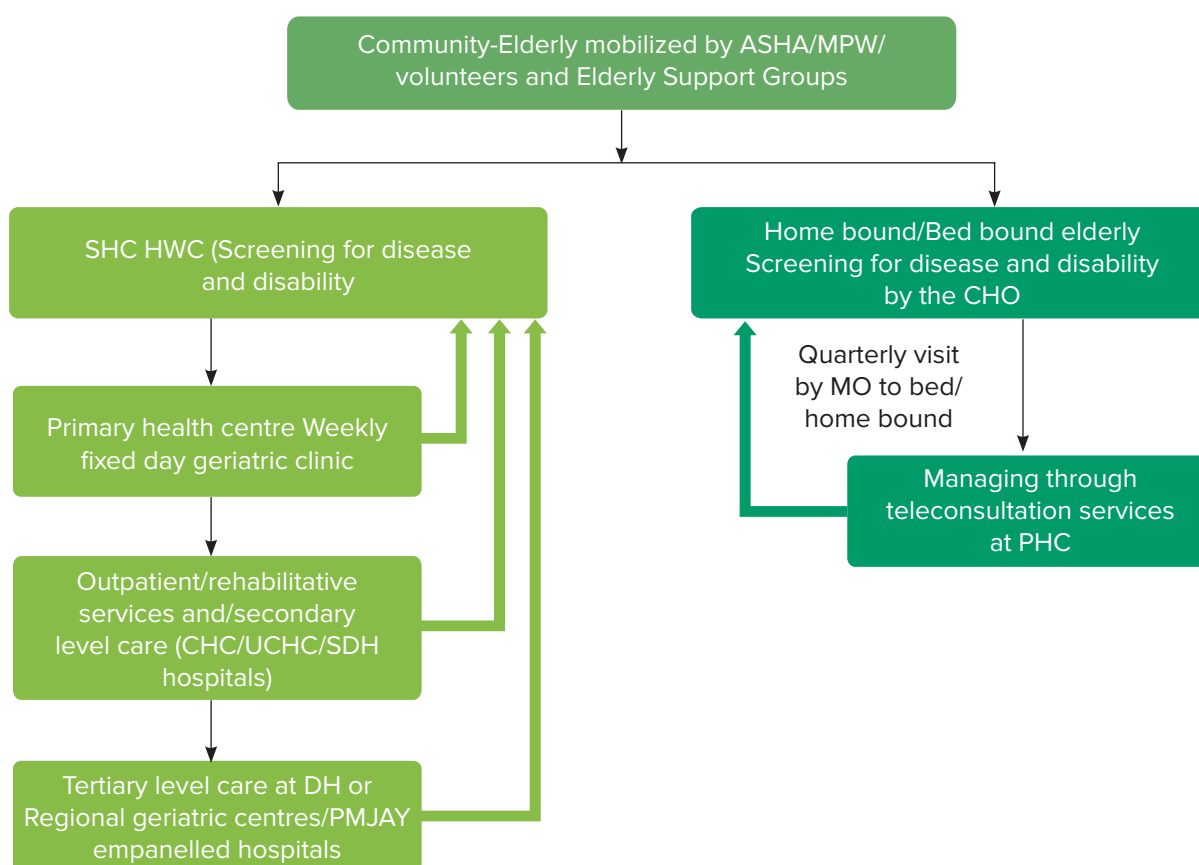 Community-Elderly mobilized by ASHA/MPW/
volunteers and Elderly Support Groups
SHC HWC (Screening for disease
and disability
Home bound/Bed bound elderly
Screening for disease and disability
by the CHO
Quarterly visit
by MO to bed/
home bound
Primary health centre Weekly
fixed day geriatric clinic
Managing through
teleconsultation services
at PHC
Outpatient/rehabilitative
services and/secondary
level care (CHC/UCHC/SDH
hospitals)
Tertiary level care at DH or
Regional geriatric centres/PMJAY
empanelled hospitals